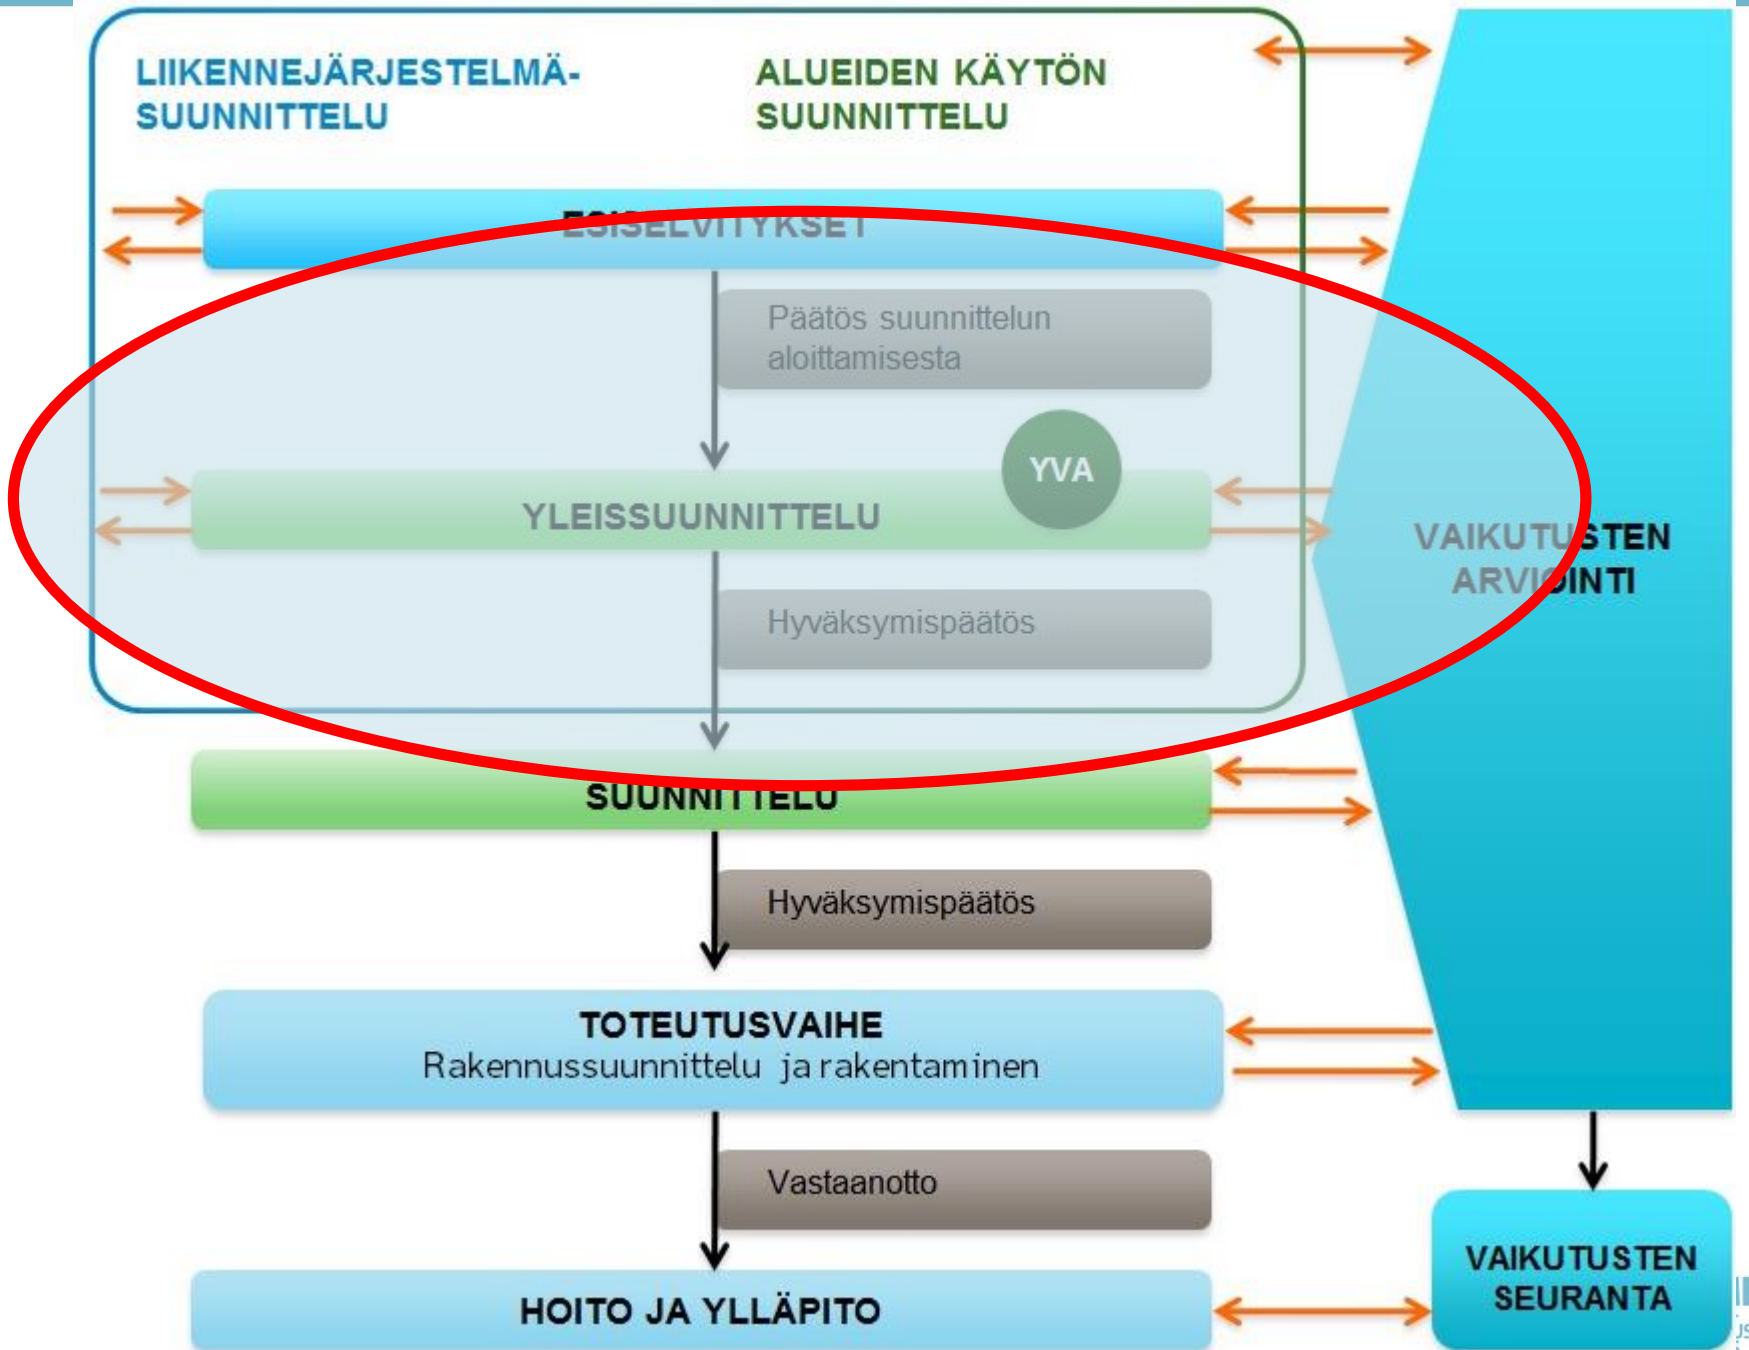 LIIKENNEJÄRJESTELMÄ-
SUUNNITTELU
ALUEIDEN KÄYTÖN
SUUNNITTELU
ESISELVITYKSET
Päätös suunnittelun
aloittamisesta
YVA
YLEISSUUNNITTELU
VAIKUTUSTEN
ARVIOINTI
Hyväksymispäätös
SUUNNITTELU
Hyväksymispäätös
TOTEUTUSVAIHE
Rakennussuunnittelu ja rakentaminen
Vastaanotto
VAIKUTUSTEN
SEURANTA
HOITO JA YLLÄPITO